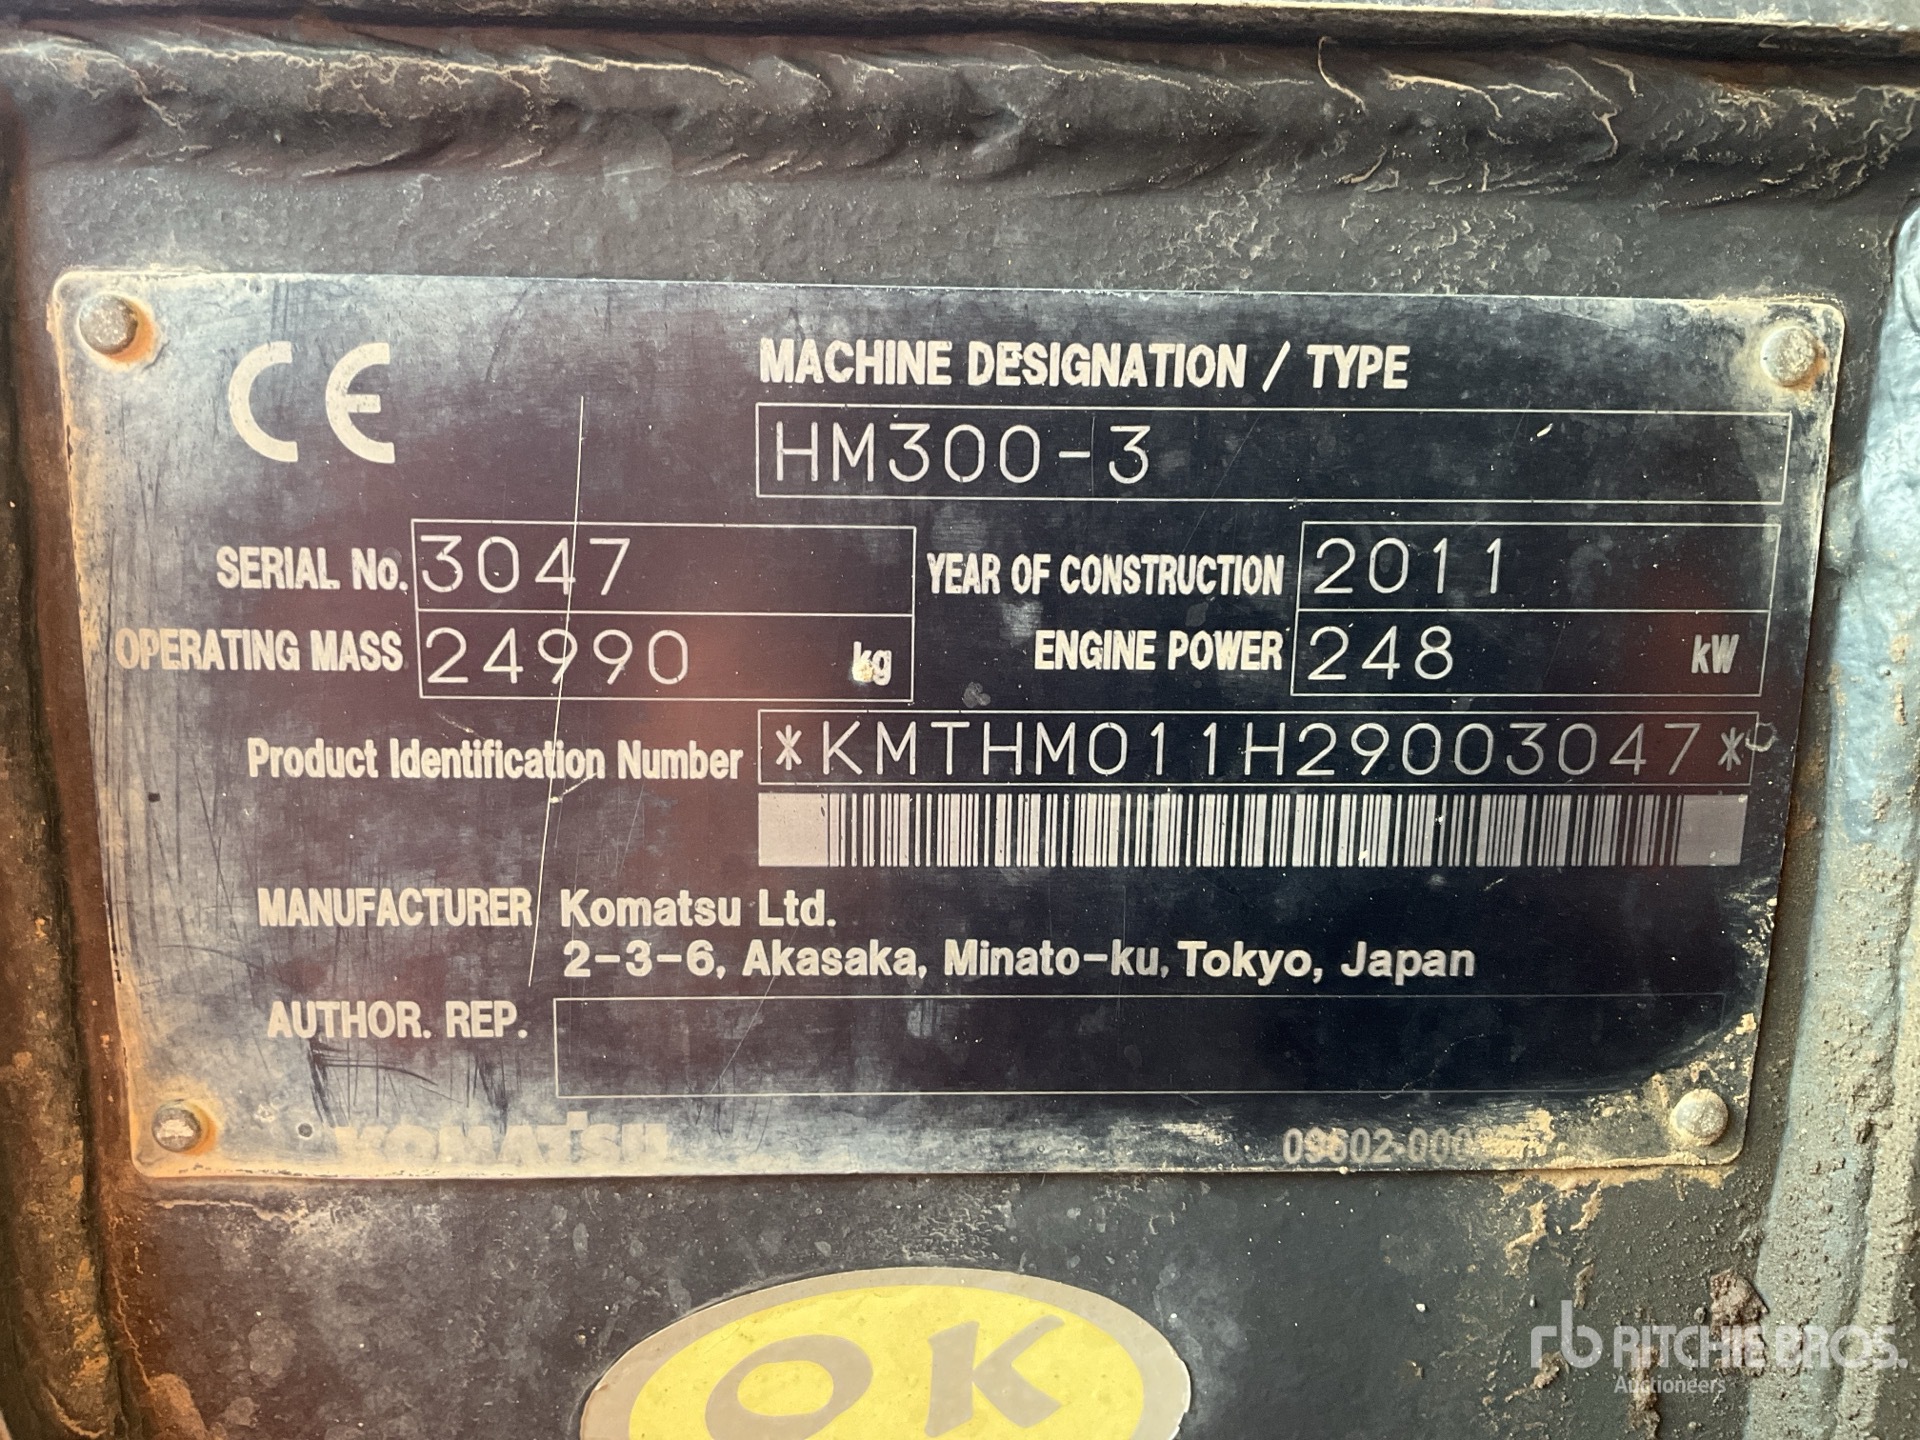 CE
MACHINE DESIGNATION / TYPE
HM300-3
SERIAL No. 3047
YEAR OF CONSTRUCTION 2011
OPERATING MASS 24990 kg
ENGINE POWER 248 kW
Product Identification Number *KMTHM011H29003047*
MANUFACTURER Komatsu Ltd.
2-3-6, Akasaka, Minato-ku, Tokyo, Japan
AUTHOR. REP.
KOMATSU
OK
rb RITCHIE BROS.
Auctioneers